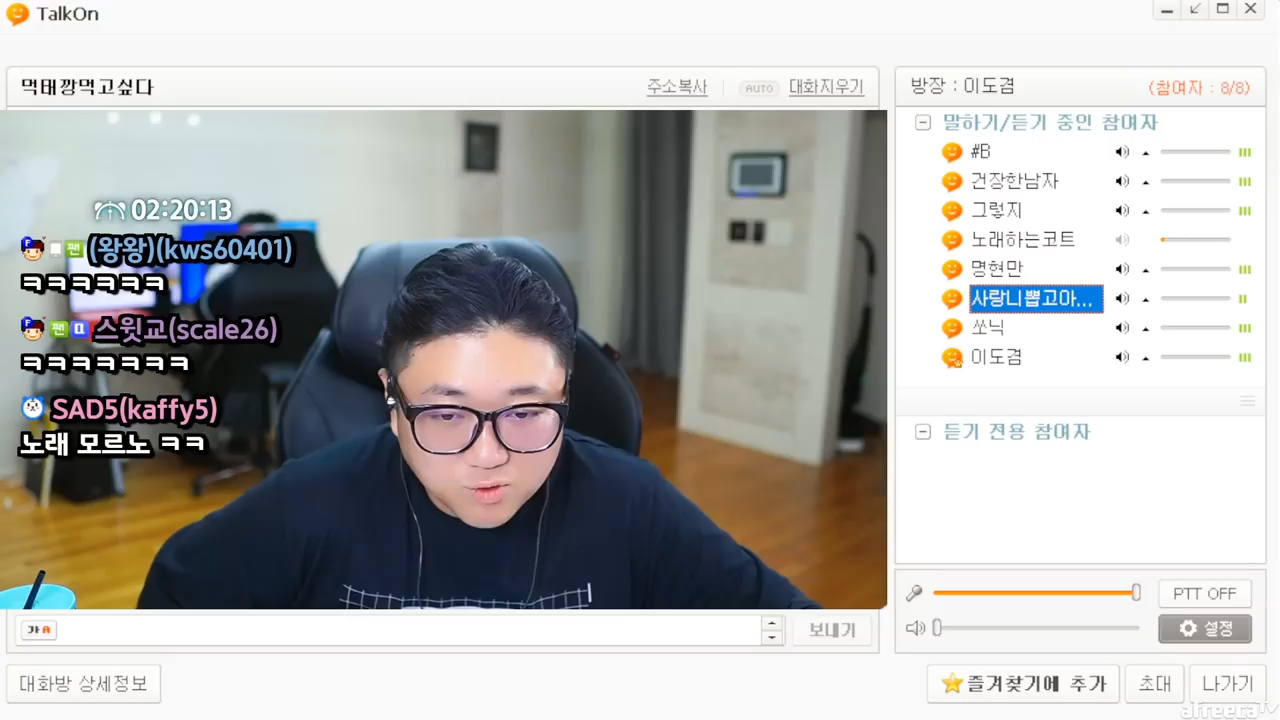 TalkOn
먹태깡먹고싶다
주소복사
AUTO
대화지우기
02:20:13
(왕왕)(kws60401)
ㅋㅋㅋㅋㅋㅋ
스윗교(scale26)
ㅋㅋㅋㅋㅋㅋㅋ
SAD5(kaffy5)
노래 모르노 ㅋㅋ
가A
보내기
대화방 상세정보
방장 : 이도겸
(참여자 : 8/8)
말하기/듣기 중인 참여자
#B
건장한남자
그렇지
노래하는코트
명현만
사랑니뽑고아...
쏘닉
이도겸
듣기 전용 참여자
PTT OFF
설정
즐겨찾기에 추가
초대
나가기
afreecaTV